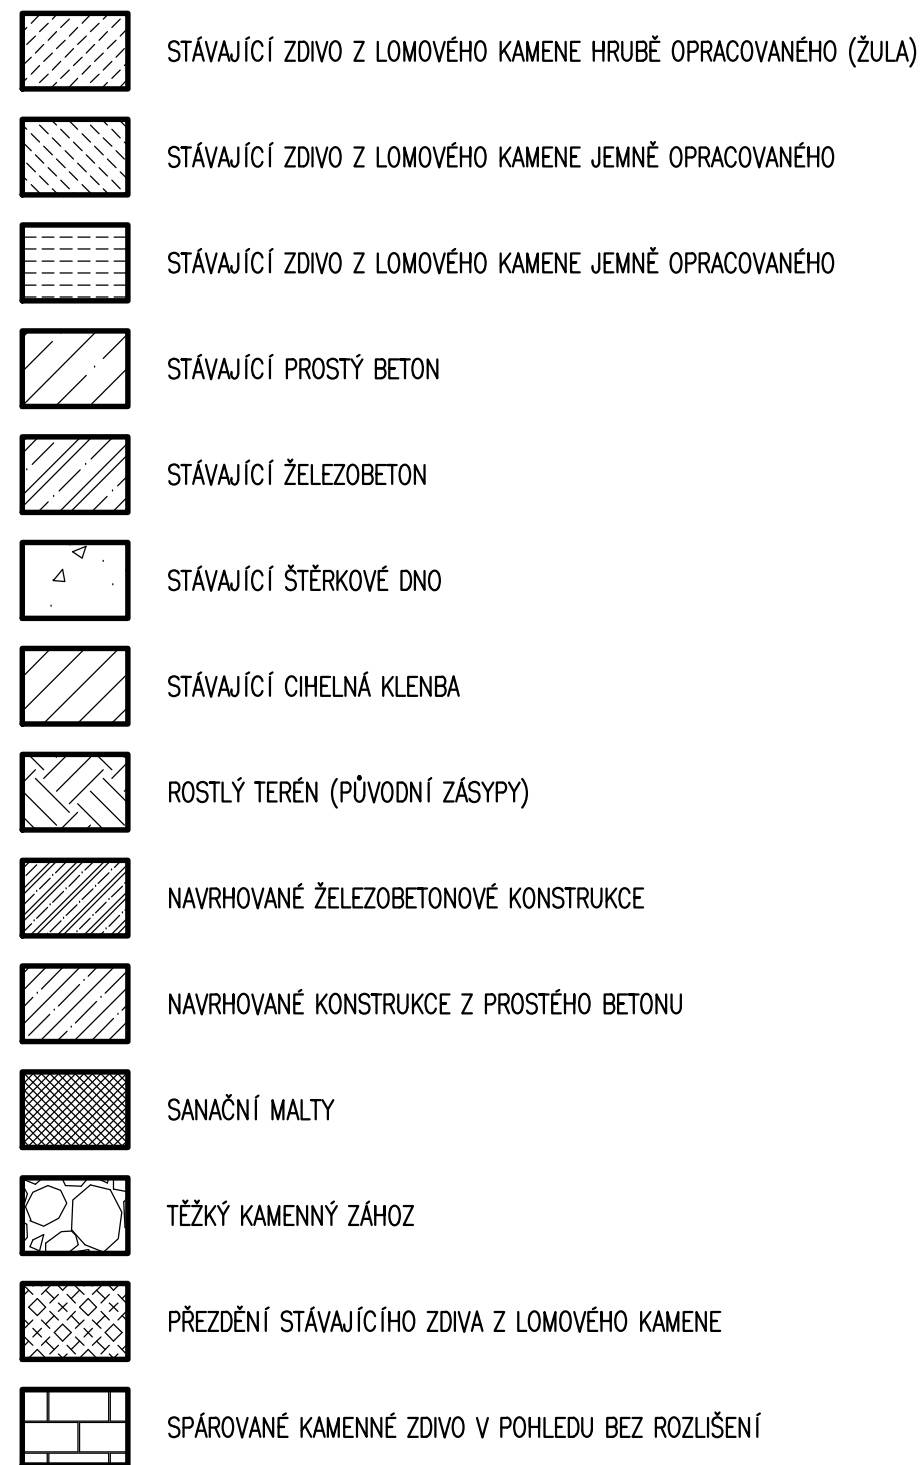 STÁVAJÍCÍ ZDIVO Z LOMOVÉHO KAMENE HRUBĚ OPRACOVANÉHO (ŽULA)
STÁVAJÍCÍ ZDIVO Z LOMOVÉHO KAMENE JEMNĚ OPRACOVANÉHO
STÁVAJÍCÍ ZDIVO Z LOMOVÉHO KAMENE JEMNĚ OPRACOVANÉHO
STÁVAJÍCÍ PROSTÝ BETON
STÁVAJÍCÍ ŽELEZOBETON
STÁVAJÍCÍ ŠTĚRKOVÉ DNO
STÁVAJÍCÍ CIHELNÁ KLENBA
ROSTLÝ TERÉN (PŮVODNÍ ZÁSYPY)
NAVRHOVANÉ ŽELEZOBETONOVÉ KONSTRUKCE
NAVRHOVANÉ KONSTRUKCE Z PROSTÉHO BETONU
SANAČNÍ MALTY
TĚŽKÝ KAMENNÝ ZÁHOZ
PŘEZDĚNÍ STÁVAJÍCÍHO ZDIVA Z LOMOVÉHO KAMENE
SPÁROVANÉ KAMENNÉ ZDIVO V POHLEDU BEZ ROZLIŠENÍ